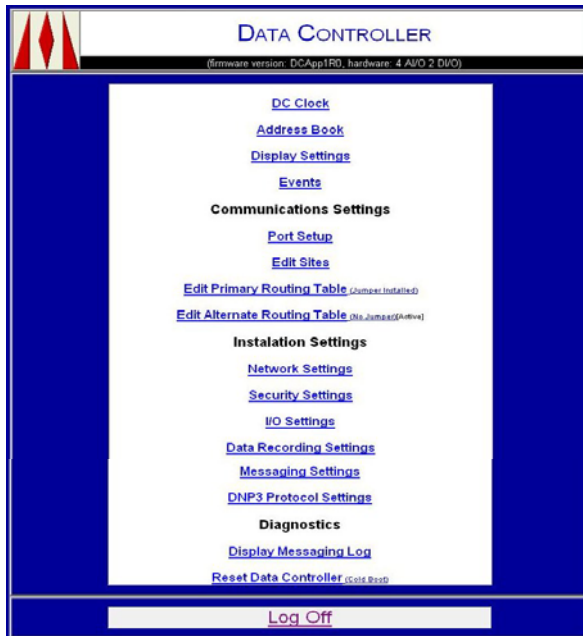 DATA CONTROLLER
(firmware version: DCApp1R0, hardware: 4 AI/O 2 DI/O)
DC Clock
Address Book
Display Settings
Events
Communications Settings
Port Setup
Edit Sites
Edit Primary Routing Table (Jumper Installed)
Edit Alternate Routing Table (No Jumper)[Active]
Instalation Settings
Network Settings
Security Settings
I/O Settings
Data Recording Settings
Messaging Settings
DNP3 Protocol Settings
Diagnostics
Display Messaging Log
Reset Data Controller (Cold Boot)
Log Off